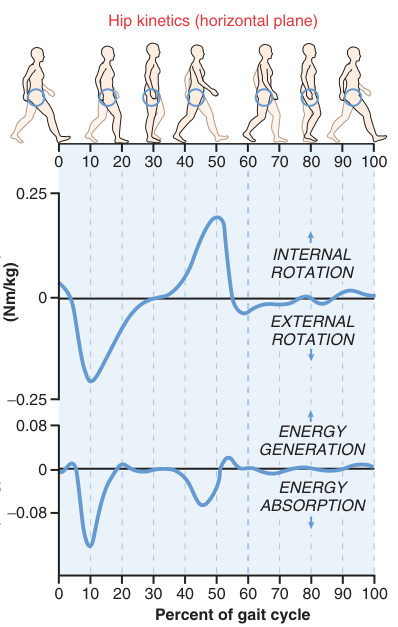 Hip kinetics (horizontal plane)
0 10 20 30 40 50 60 70 80 90 100
0.25
INTERNAL
ROTATION
0
(Nm/kg)
EXTERNAL
ROTATION
–0.25
0.08
ENERGY
GENERATION
0
ENERGY
ABSORPTION
–0.08
0 10 20 30 40 50 60 70 80 90 100
Percent of gait cycle